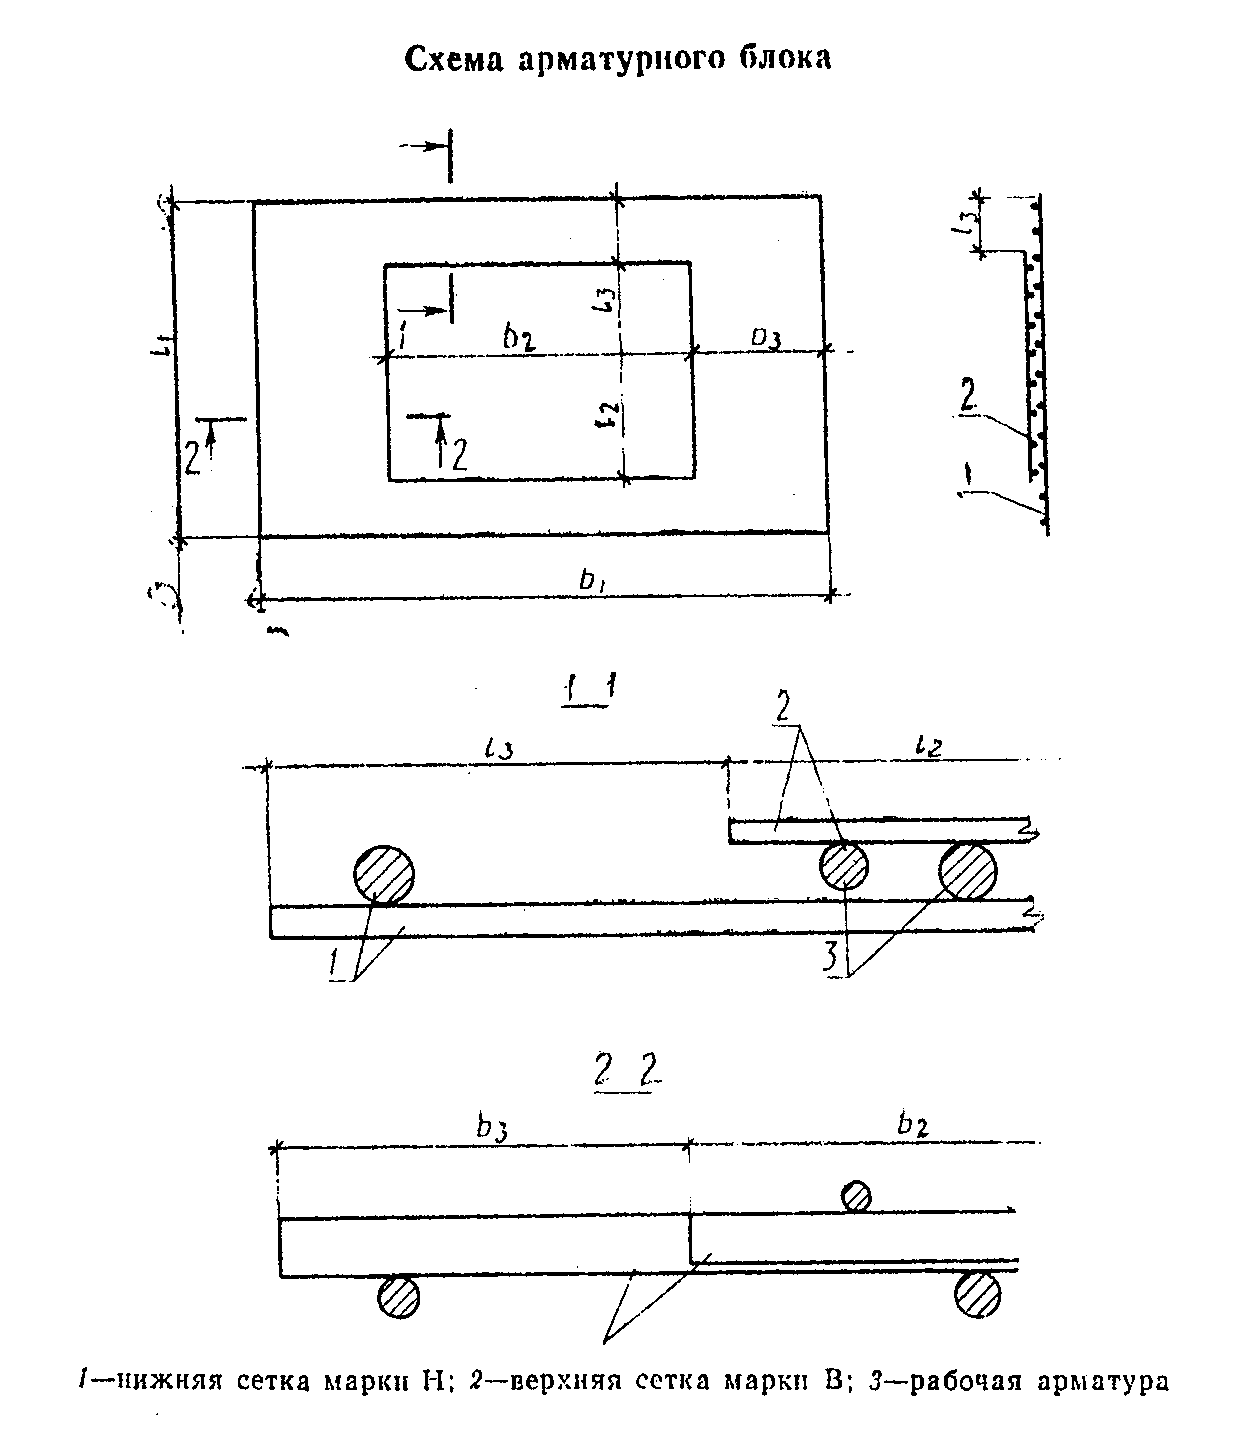 Схема арматурного блока
l3
l1
l3
1
b2
b3
2
l2
2
2
1
b1
1 1
2
l3
l2
1
3
2 2
b3
b2
1—нижняя сетка марки Н; 2—верхняя сетка марки В; 3—рабочая арматура